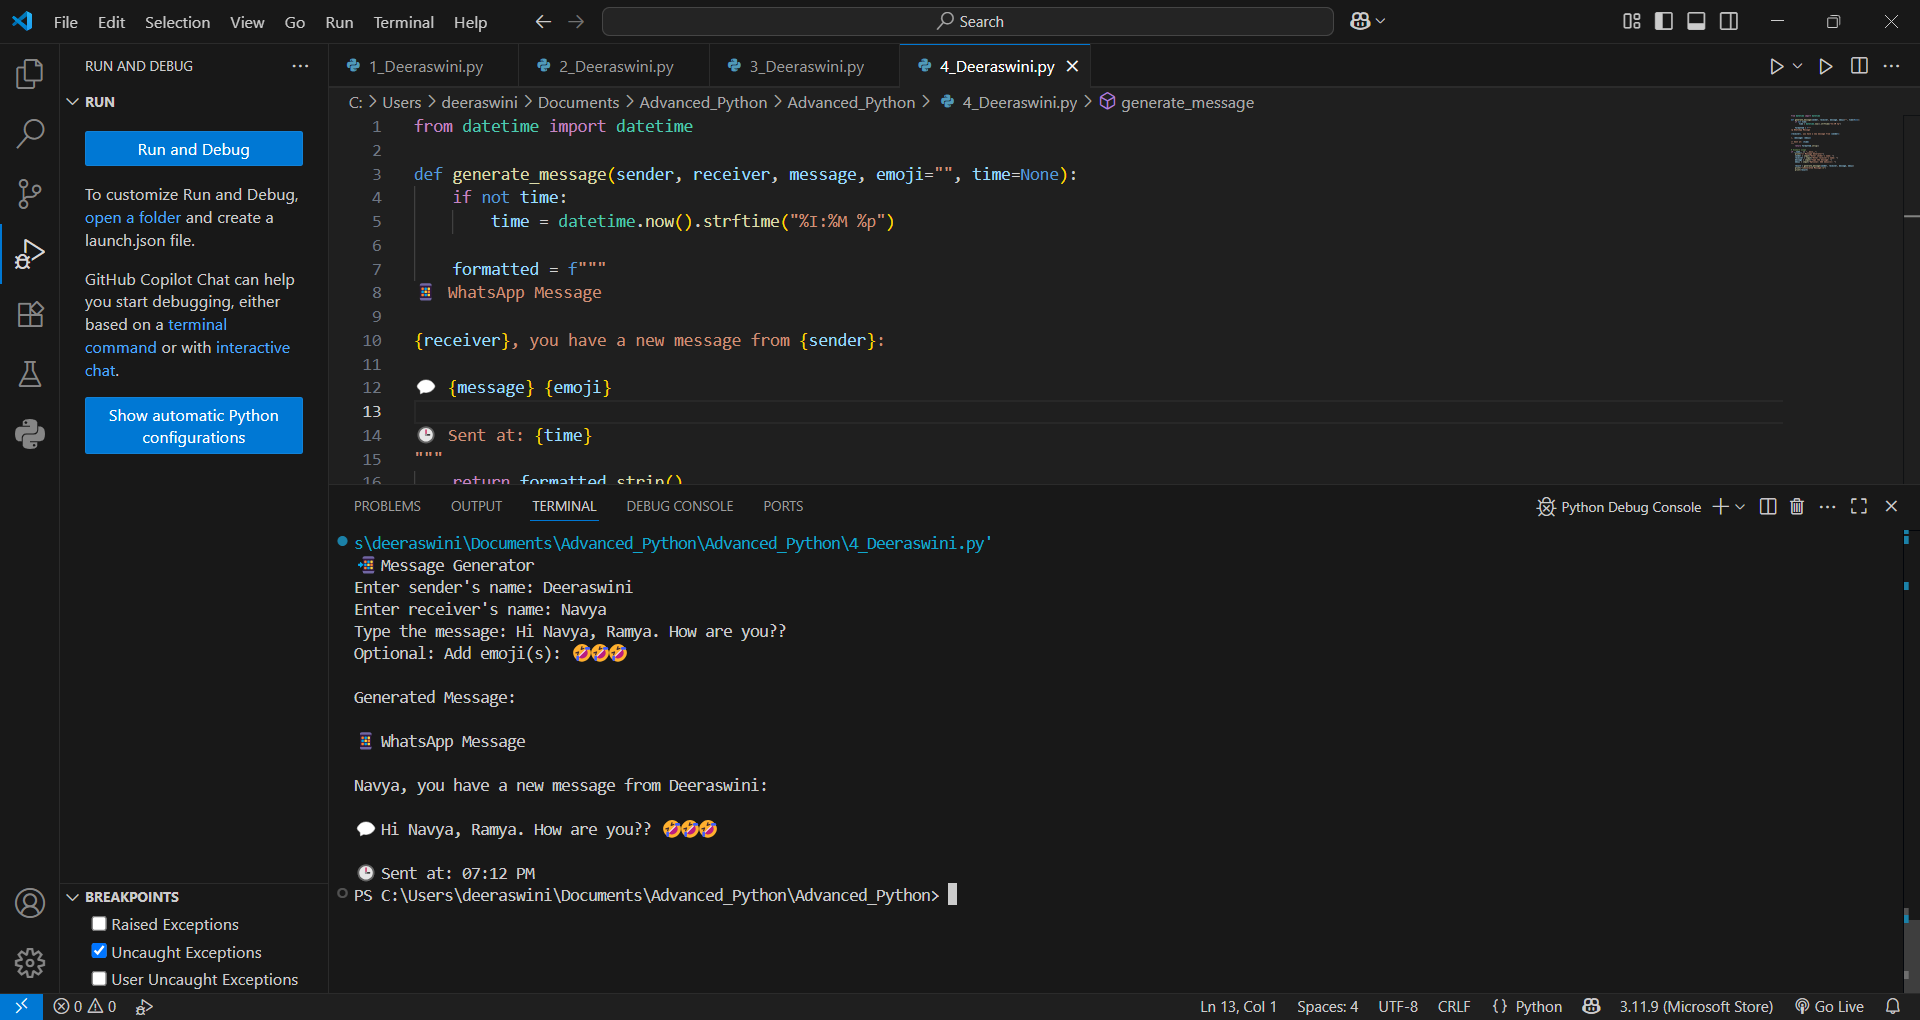 File Edit Selection View Go Run Terminal Help
Search
RUN AND DEBUG
RUN
Run and Debug
To customize Run and Debug,
open a folder and create a
launch.json file.
GitHub Copilot Chat can help
you start debugging, either
based on a terminal
command or with interactive
chat.
Show automatic Python
configurations
BREAKPOINTS
Raised Exceptions
Uncaught Exceptions
User Uncaught Exceptions
1_Deeraswini.py 2_Deeraswini.py 3_Deeraswini.py 4_Deeraswini.py
C: > Users > deeraswini > Documents > Advanced_Python > Advanced_Python > 4_Deeraswini.py > generate_message
1 from datetime import datetime
2
3 def generate_message(sender, receiver, message, emoji="", time=None):
4 if not time:
5 time = datetime.now().strftime("%I:%M %p")
6
7 formatted = f"""
8 📱 WhatsApp Message
9
10 {receiver}, you have a new message from {sender}:
11
12 💬 {message} {emoji}
13
14 🕒 Sent at: {time}
15 """
16 return formatted.strip()
PROBLEMS OUTPUT TERMINAL DEBUG CONSOLE PORTS
Python Debug Console
s\deeraswini\Documents\Advanced_Python\Advanced_Python\4_Deeraswini.py'
📲 Message Generator
Enter sender's name: Deeraswini
Enter receiver's name: Navya
Type the message: Hi Navya, Ramya. How are you??
Optional: Add emoji(s): 🤣🤣🤣
Generated Message:
📱 WhatsApp Message
Navya, you have a new message from Deeraswini:
💬 Hi Navya, Ramya. How are you?? 🤣🤣🤣
🕒 Sent at: 07:12 PM
PS C:\Users\deeraswini\Documents\Advanced_Python\Advanced_Python>
0 0
Ln 13, Col 1 Spaces: 4 UTF-8 CRLF {} Python 3.11.9 (Microsoft Store) Go Live